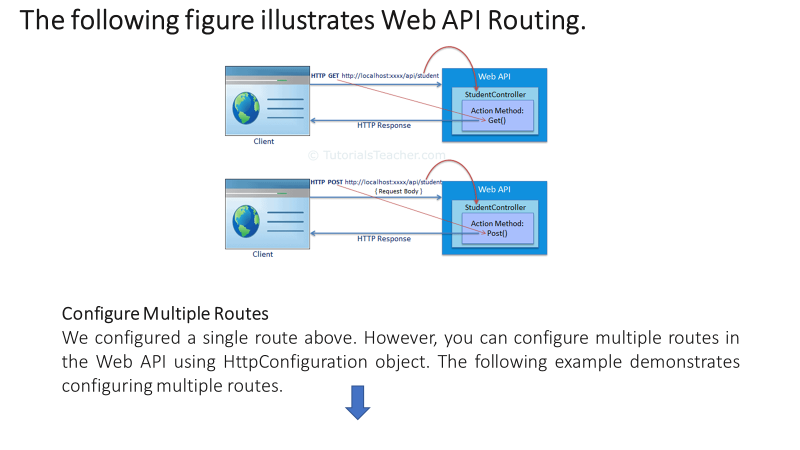 The following figure illustrates Web API Routing.
HTTP GET http://localhost:xxxx/api/student
Web API
StudentController
Action Method:
Get()
HTTP Response
Client
© TutorialsTeacher.com
HTTP POST http://localhost:xxxx/api/student
{ Request Body }
Web API
StudentController
Action Method:
Post()
HTTP Response
Client
Configure Multiple Routes
We configured a single route above. However, you can configure multiple routes in
the Web API using HttpConfiguration object. The following example demonstrates
configuring multiple routes.